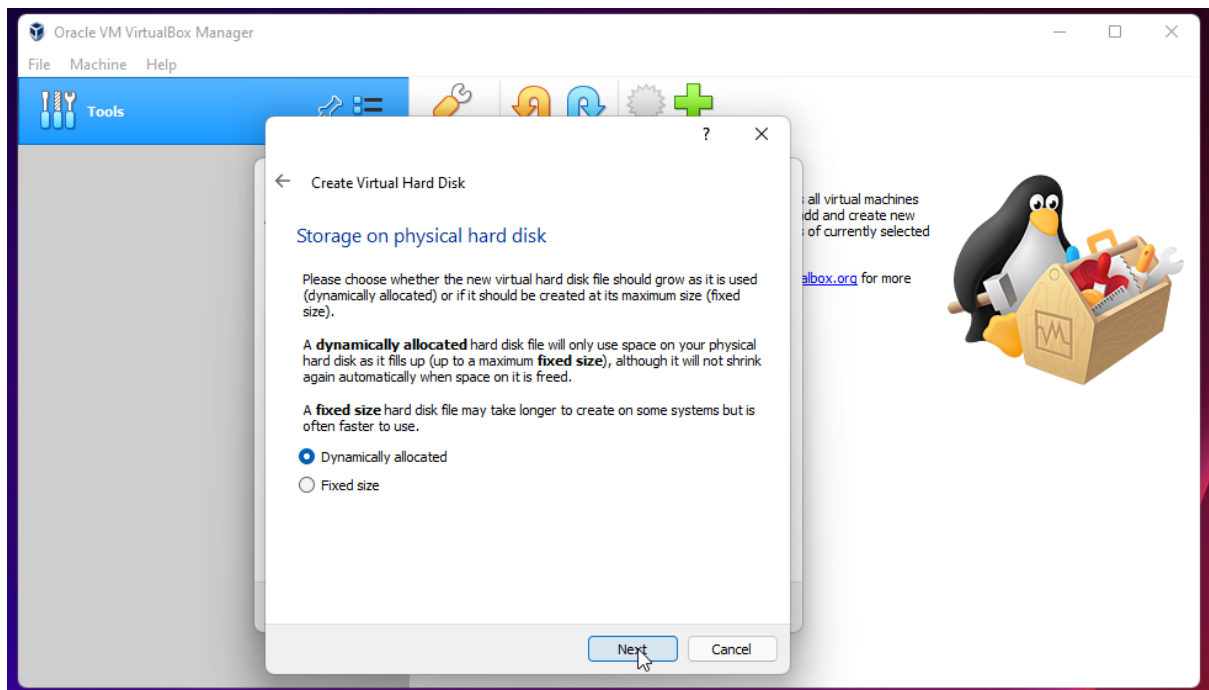 Oracle VM VirtualBox Manager
File Machine Help
Tools
?
Create Virtual Hard Disk
all virtual machines
add and create new
of currently selected
albox.org for more
Storage on physical hard disk
Please choose whether the new virtual hard disk file should grow as it is used
(dynamically allocated) or if it should be created at its maximum size (fixed
size).
A dynamically allocated hard disk file will only use space on your physical
hard disk as it fills up (up to a maximum fixed size), although it will not shrink
again automatically when space on it is freed.
A fixed size hard disk file may take longer to create on some systems but is
often faster to use.
Dynamically allocated
Fixed size
Next
Cancel